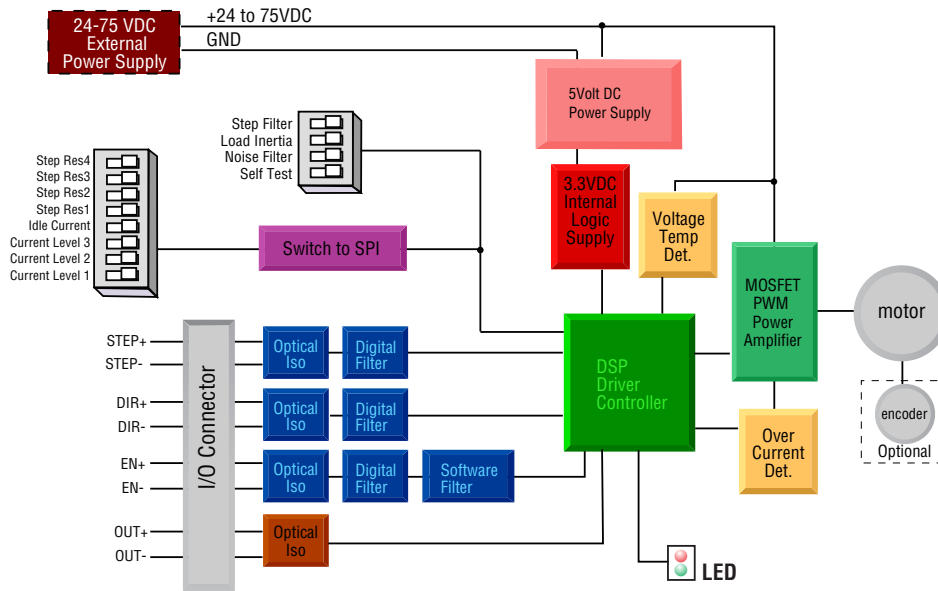 24-75 VDC
External
Power Supply
+24 to 75VDC
GND
5Volt DC
Power Supply
Step Filter
Load Inertia
Noise Filter
Self Test
Step Res4
Step Res3
Step Res2
Step Res1
Idle Current
Current Level 3
Current Level 2
Current Level 1
Switch to SPI
3.3VDC
Internal
Logic
Supply
Voltage
Temp
Det.
MOSFET
PWM
Power
Amplifier
motor
encoder
Optional
STEP+
STEP-
DIR+
DIR-
EN+
EN-
OUT+
OUT-
I/O Connector
Optical
Iso
Digital
Filter
Optical
Iso
Digital
Filter
Optical
Iso
Digital
Filter
Software
Filter
Optical
Iso
DSP
Driver
Controller
Over
Current
Det.
LED